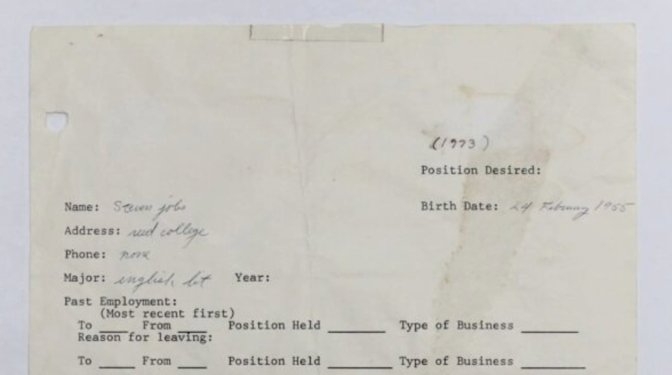 (1973)
Position Desired:
Name: Steven jobs
Birth Date: 24 February 1955
Address: reed college
Phone: none
Major: english lit Year:
Past Employment:
(Most recent first)
To ____ From ____ Position Held ________ Type of Business ________
Reason for leaving:
To ____ From ____ Position Held ________ Type of Business ________